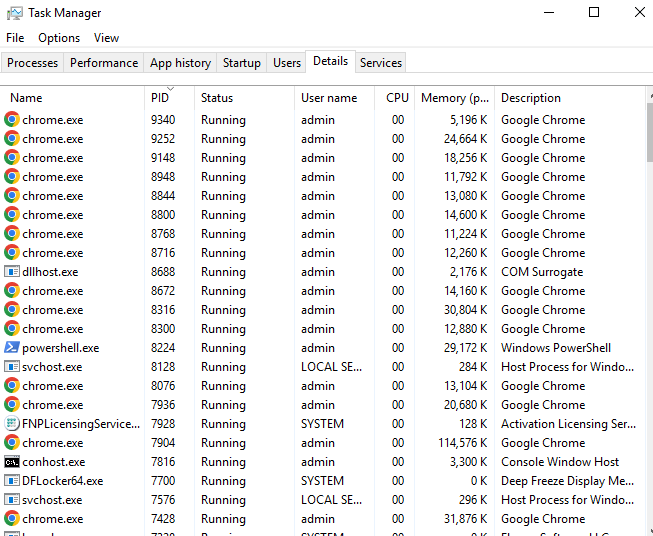 Task Manager
File Options View
Processes Performance App history Startup Users Details Services
Name PID Status User name CPU Memory (p... Description
chrome.exe 9340 Running admin 00 5,196 K Google Chrome
chrome.exe 9252 Running admin 00 24,664 K Google Chrome
chrome.exe 9148 Running admin 00 18,256 K Google Chrome
chrome.exe 8948 Running admin 00 11,792 K Google Chrome
chrome.exe 8844 Running admin 00 13,080 K Google Chrome
chrome.exe 8800 Running admin 00 14,600 K Google Chrome
chrome.exe 8768 Running admin 00 11,224 K Google Chrome
chrome.exe 8716 Running admin 00 12,260 K Google Chrome
dllhost.exe 8688 Running admin 00 2,176 K COM Surrogate
chrome.exe 8672 Running admin 00 14,160 K Google Chrome
chrome.exe 8316 Running admin 00 30,804 K Google Chrome
chrome.exe 8300 Running admin 00 12,880 K Google Chrome
powershell.exe 8224 Running admin 00 29,172 K Windows PowerShell
svchost.exe 8128 Running LOCAL SE... 00 284 K Host Process for Windo...
chrome.exe 8076 Running admin 00 13,104 K Google Chrome
chrome.exe 7936 Running admin 00 20,680 K Google Chrome
FNPLicensingService... 7928 Running SYSTEM 00 128 K Activation Licensing Ser...
chrome.exe 7904 Running admin 00 114,576 K Google Chrome
conhost.exe 7816 Running admin 00 3,300 K Console Window Host
DFLocker64.exe 7700 Running SYSTEM 00 0 K Deep Freeze Display Me...
svchost.exe 7576 Running LOCAL SE... 00 296 K Host Process for Windo...
chrome.exe 7428 Running admin 00 31,876 K Google Chrome